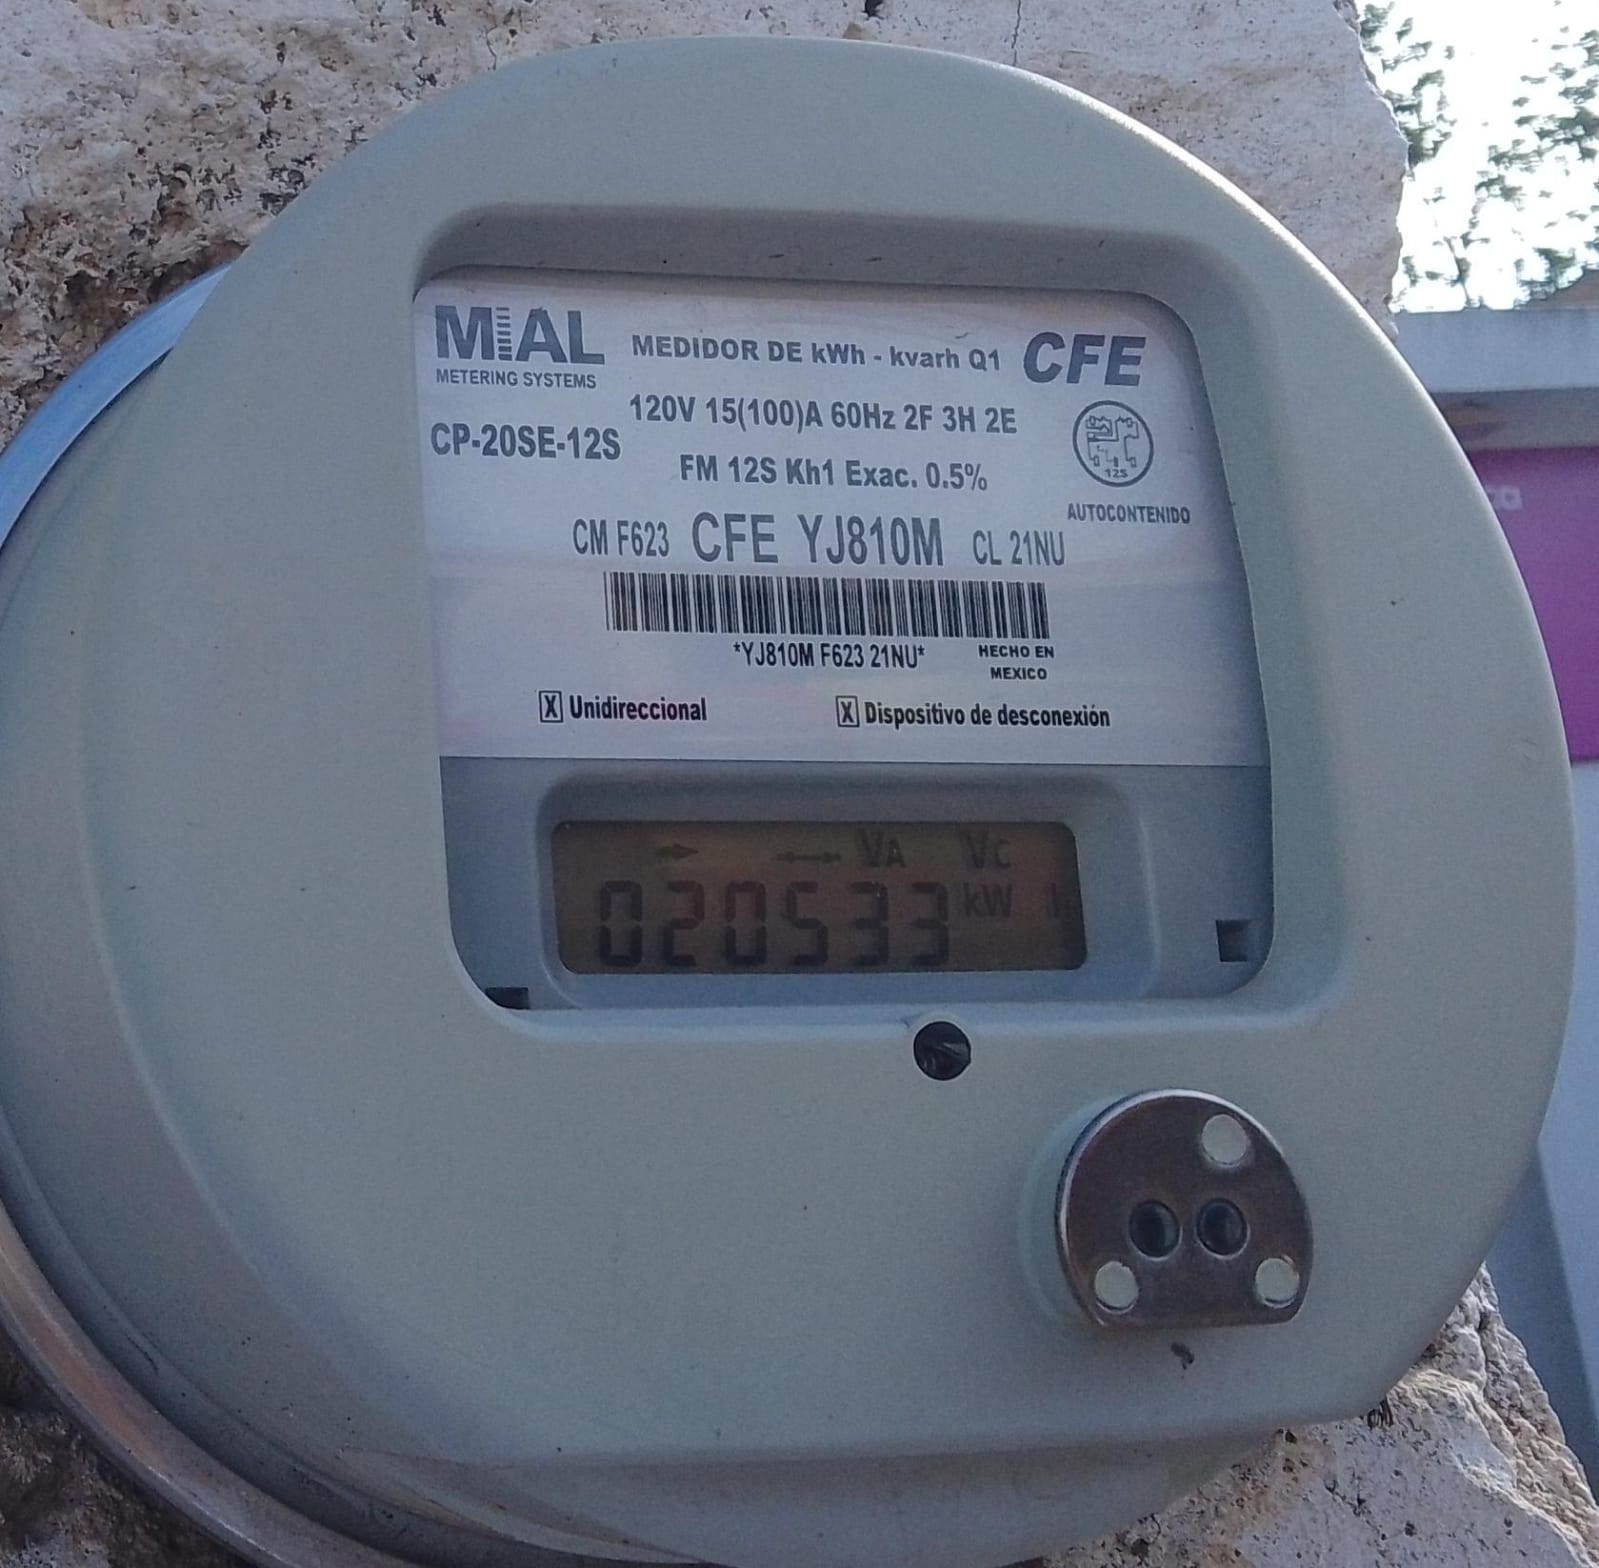 MIAL
METERING SYSTEMS
MEDIDOR DE kWh - kvarh Q1
CFE
120V 15(100)A 60Hz 2F 3H 2E
CP-20SE-12S
FM 12S Kh1 Exac. 0.5%
12S
AUTOCONTENIDO
CM F623 CFE YJ810M CL 21NU
*YJ810M F623 21NU*
HECHO EN
MEXICO
X Unidireccional
X Dispositivo de desconexión
VA VC
020533 kW h